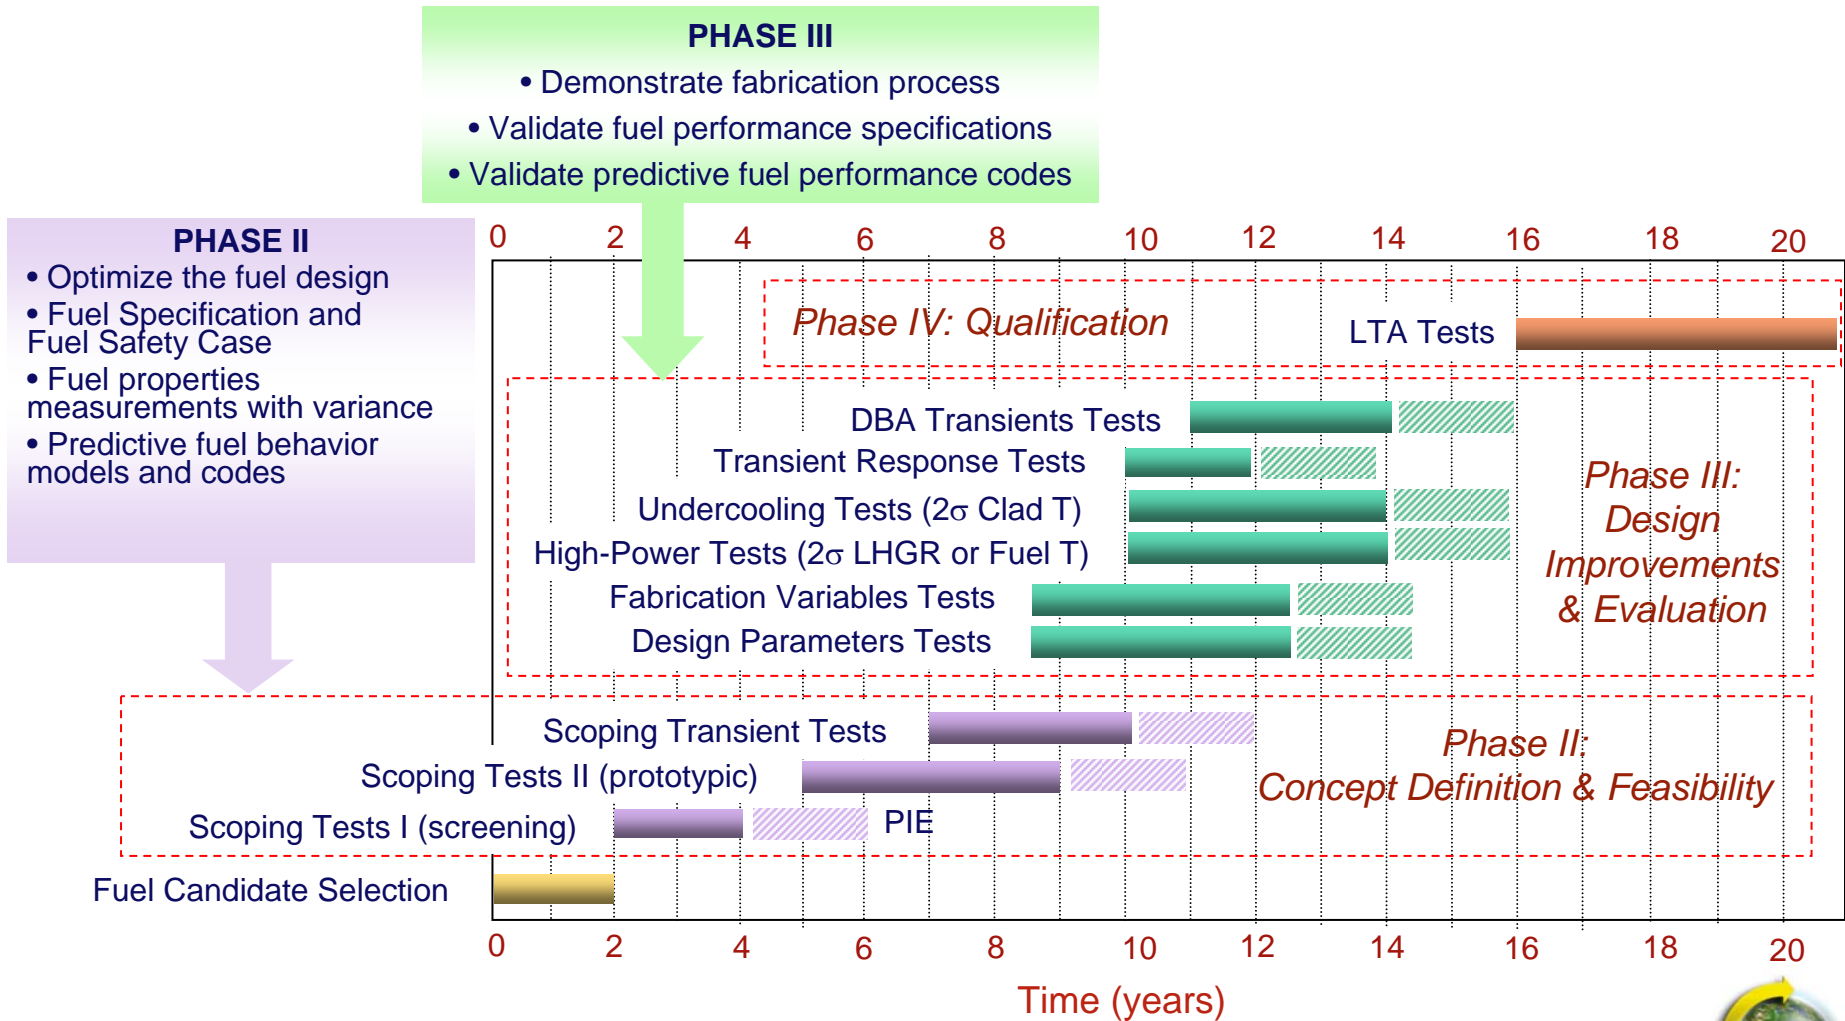 PHASE III
• Demonstrate fabrication process
• Validate fuel performance specifications
• Validate predictive fuel performance codes
PHASE II
• Optimize the fuel design
• Fuel Specification and
Fuel Safety Case
• Fuel properties
measurements with variance
• Predictive fuel behavior
models and codes
0 2 4 6 8 10 12 14 16 18 20
Phase IV: Qualification
LTA Tests
DBA Transients Tests
Transient Response Tests
Undercooling Tests (2σ Clad T)
High-Power Tests (2σ LHGR or Fuel T)
Fabrication Variables Tests
Design Parameters Tests
Phase III:
Design
Improvements
& Evaluation
Scoping Transient Tests
Scoping Tests II (prototypic)
Scoping Tests I (screening)
PIE
Phase II:
Concept Definition & Feasibility
Fuel Candidate Selection
0 2 4 6 8 10 12 14 16 18 20
Time (years)